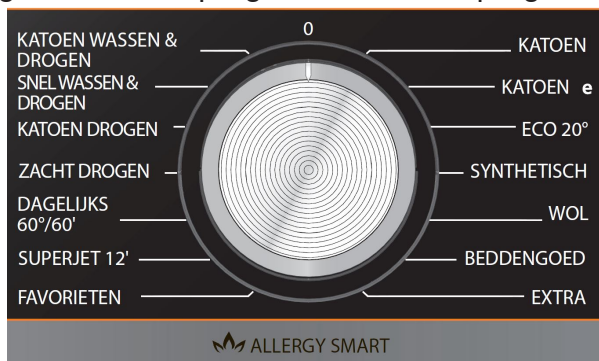 0
KATOEN WASSEN &
DROGEN
SNEL WASSEN &
DROGEN
KATOEN DROGEN
ZACHT DROGEN
DAGELIJKS
60°/60'
SUPERJET 12'
FAVORIETEN
KATOEN
KATOEN e
ECO 20°
SYNTHETISCH
WOL
BEDDENGOED
EXTRA
ALLERGY SMART